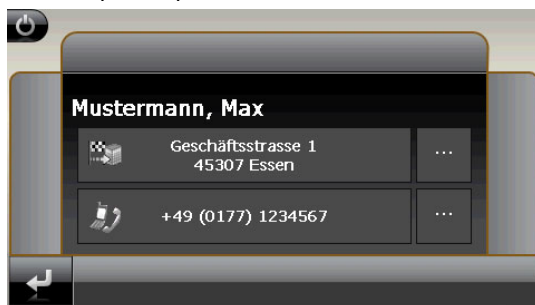 Mustermann, Max
Geschäftsstrasse 1
45307 Essen
...
+49 (0177) 1234567
...